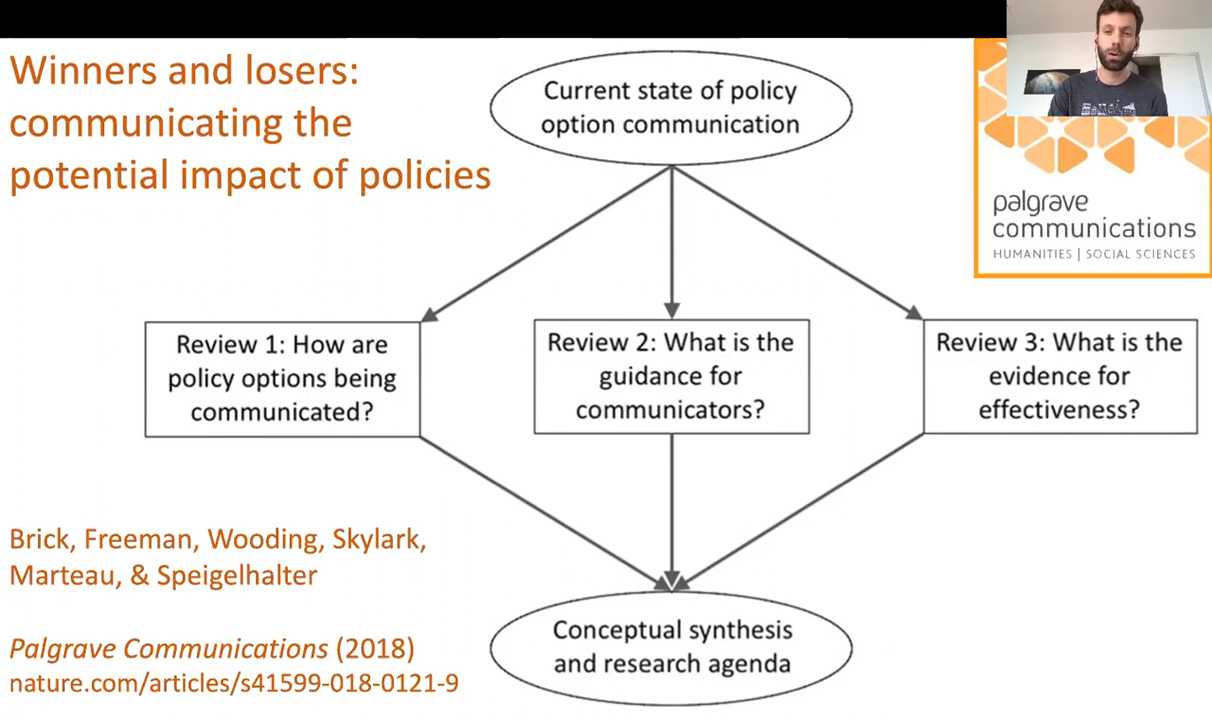 Winners and losers:
communicating the
potential impact of policies
Current state of policy
option communication
palgrave
communications
HUMANITIES | SOCIAL SCIENCES
Review 1: How are
policy options being
communicated?
Review 2: What is the
guidance for
communicators?
Review 3: What is the
evidence for
effectiveness?
Brick, Freeman, Wooding, Skylark,
Marteau, & Speigelhalter
Palgrave Communications (2018)
nature.com/articles/s41599-018-0121-9
Conceptual synthesis
and research agenda